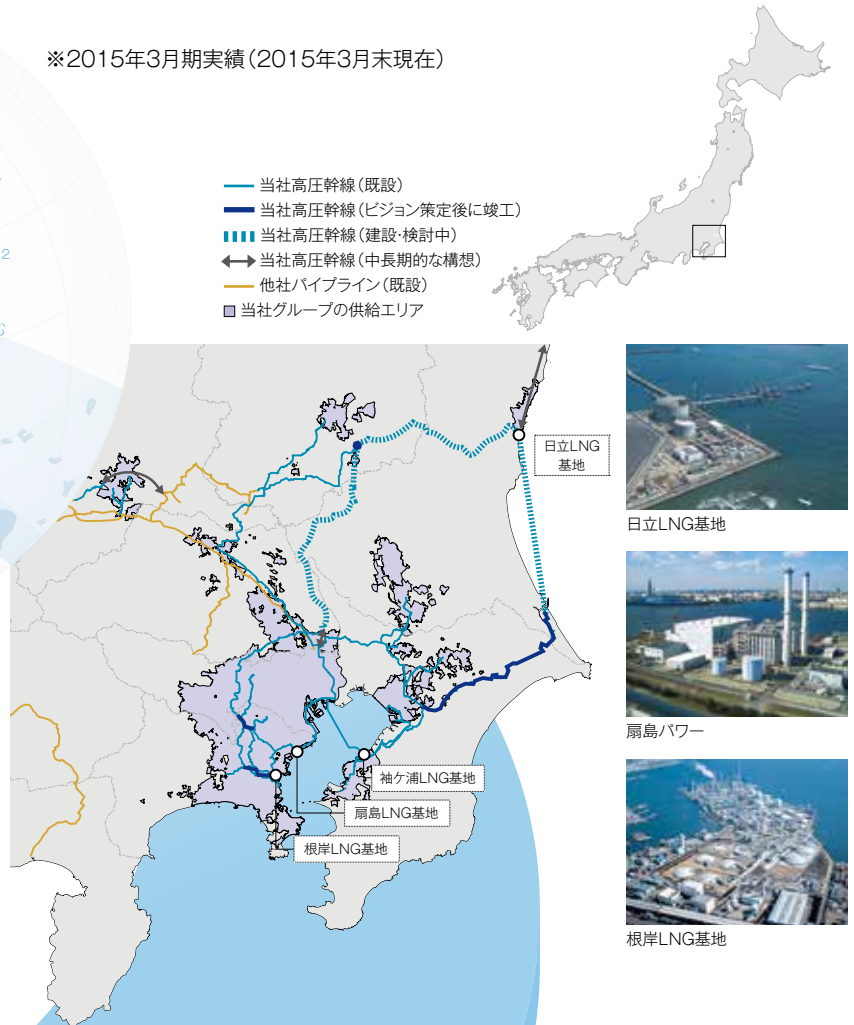 ※2015年3月期実績（2015年3月末現在）
当社高圧幹線（既設）
当社高圧幹線（ビジョン策定後に竣工）
当社高圧幹線（建設・検討中）
当社高圧幹線（中長期的な構想）
他社パイプライン（既設）
当社グループの供給エリア
2
日立LNG
基地
日立LNG基地
扇島パワー
袖ケ浦LNG基地
扇島LNG基地
根岸LNG基地
根岸LNG基地